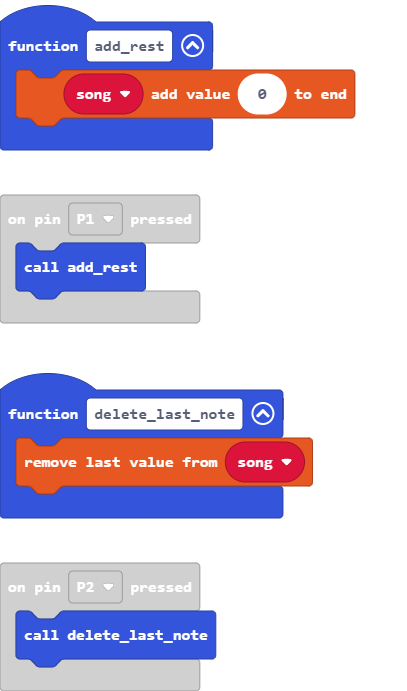 function add_rest
song add value 0 to end
on pin P1 pressed
call add_rest
function delete_last_note
remove last value from song
on pin P2 pressed
call delete_last_note